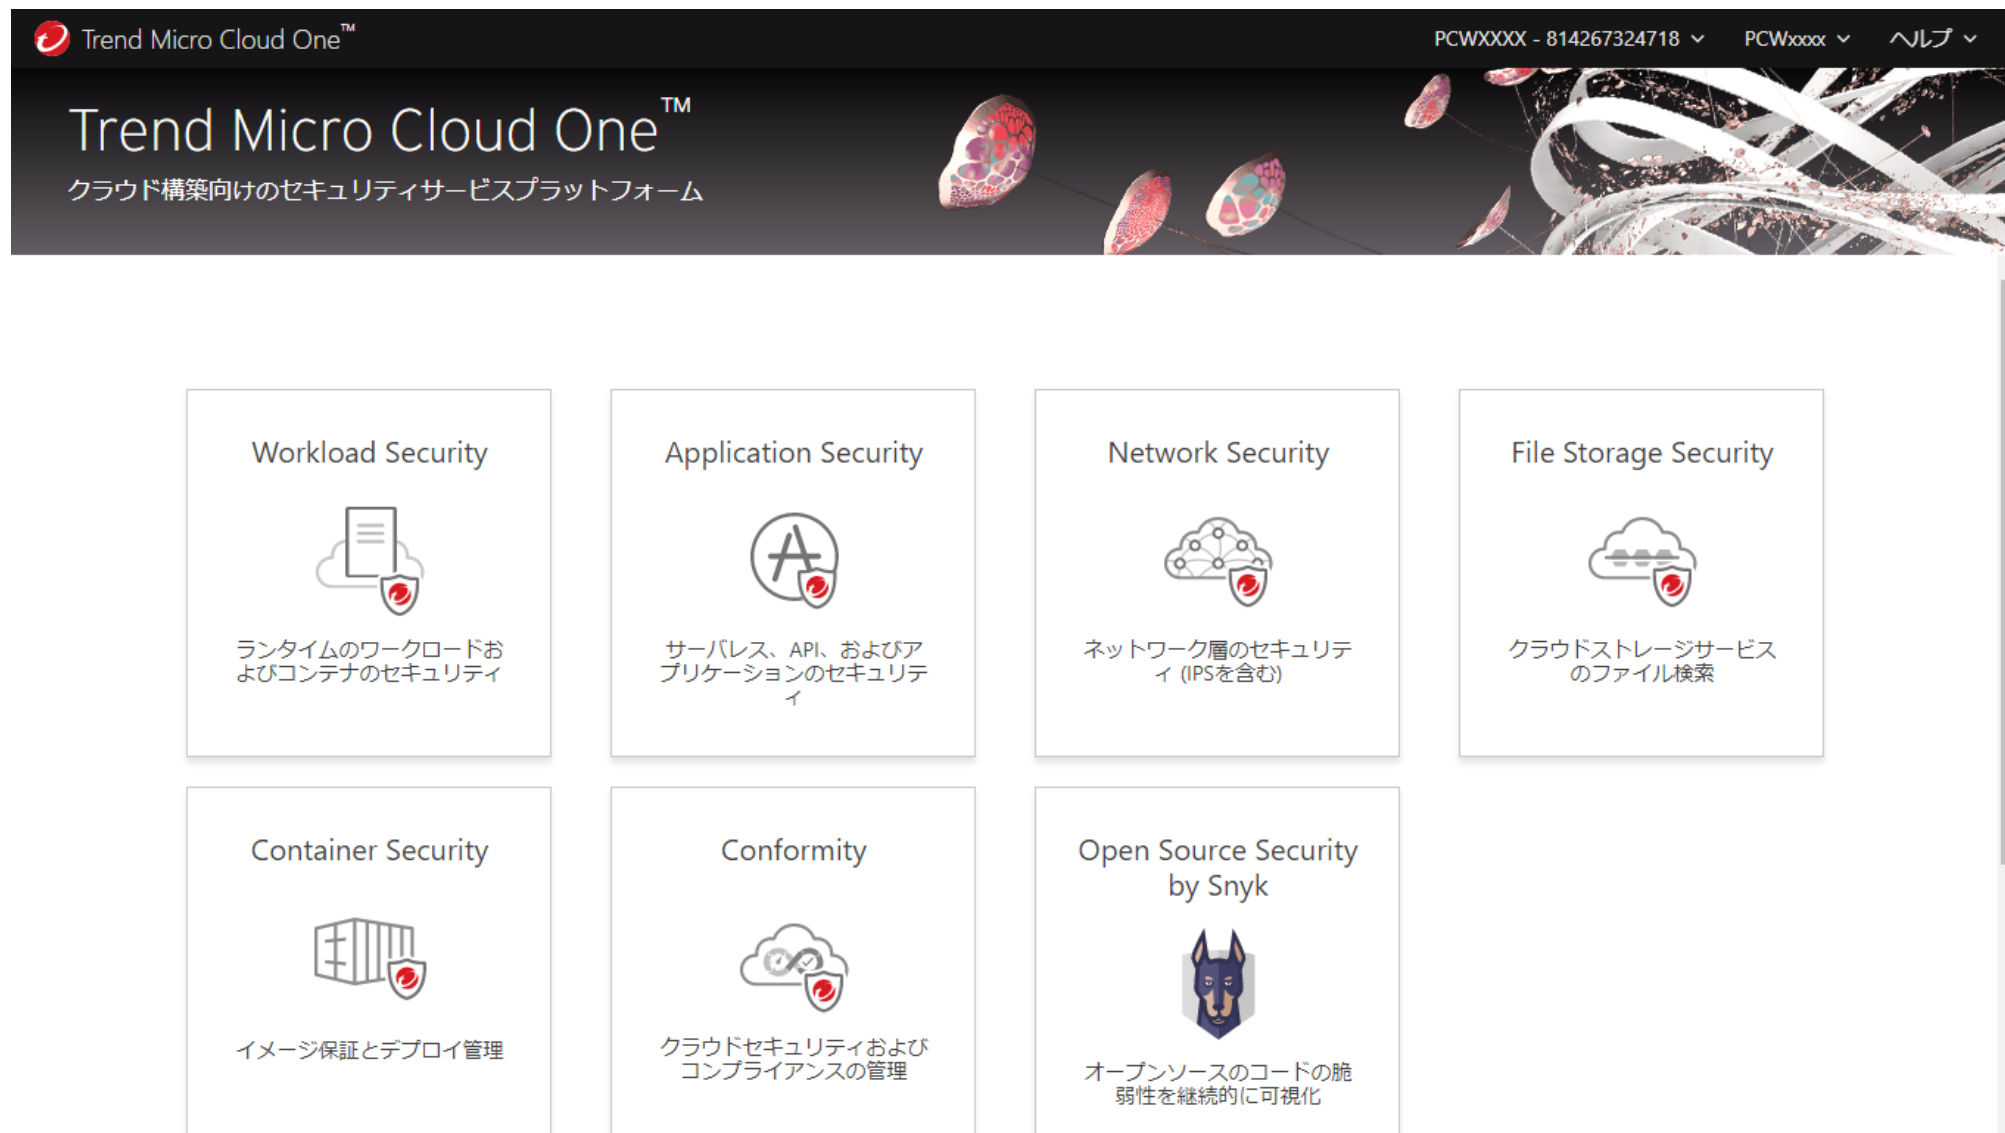 Trend Micro Cloud One™
PCWXXXX - 814267324718
PCWxxxx
ヘルプ
Trend Micro Cloud One™
クラウド構築向けのセキュリティサービスプラットフォーム
Workload Security
ランタイムのワークロードお
よびコンテナのセキュリティ
Application Security
サーバレス、API、およびア
プリケーションのセキュリテ
ィ
Network Security
ネットワーク層のセキュリテ
ィ (IPSを含む)
File Storage Security
クラウドストレージサービス
のファイル検索
Container Security
イメージ保証とデプロイ管理
Conformity
クラウドセキュリティおよび
コンプライアンスの管理
Open Source Security
by Snyk
オープンソースのコードの脆
弱性を継続的に可視化